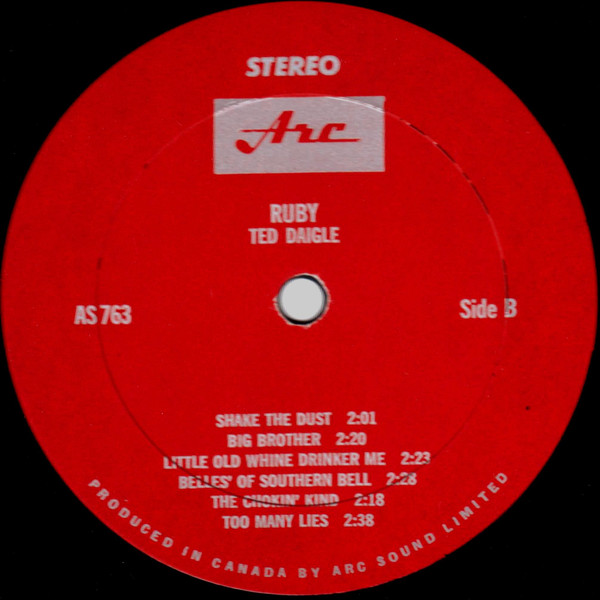 STEREO
Arc
RUBY
TED DAIGLE
AS 763
Side B
SHAKE THE DUST 2:01
BIG BROTHER 2:20
LITTLE OLD WHINE DRINKER ME 2:23
BELLES' OF SOUTHERN BELL 2:28
THE CHOKIN' KIND 2:18
TOO MANY LIES 2:38
PRODUCED IN CANADA BY ARC SOUND LIMITED